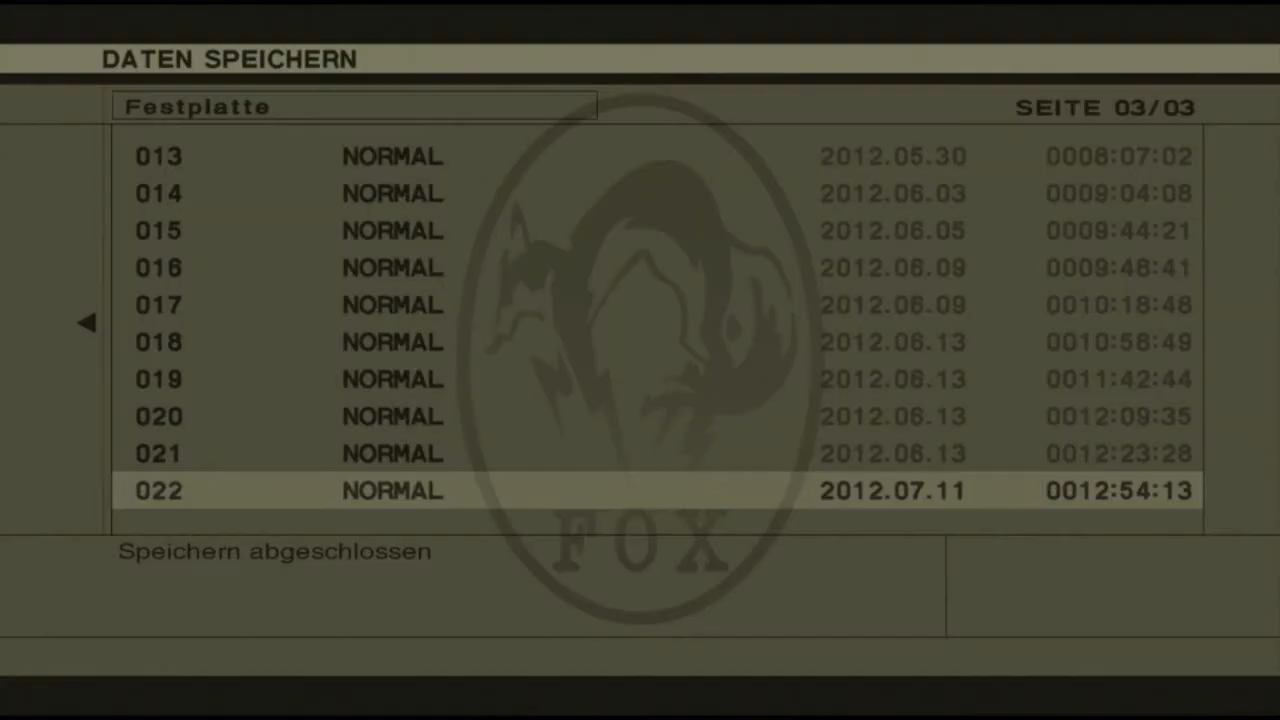 DATEN SPEICHERN
Festplatte SEITE 03/03
013 NORMAL 2012.05.30 0008:07:02
014 NORMAL 2012.06.03 0009:04:08
015 NORMAL 2012.06.05 0009:44:21
016 NORMAL 2012.06.09 0009:48:41
017 NORMAL 2012.06.09 0010:18:48
018 NORMAL 2012.06.13 0010:58:49
019 NORMAL 2012.06.13 0011:42:44
020 NORMAL 2012.06.13 0012:09:35
021 NORMAL 2012.06.13 0012:23:28
022 NORMAL 2012.07.11 0012:54:13
FOX
Speichern abgeschlossen